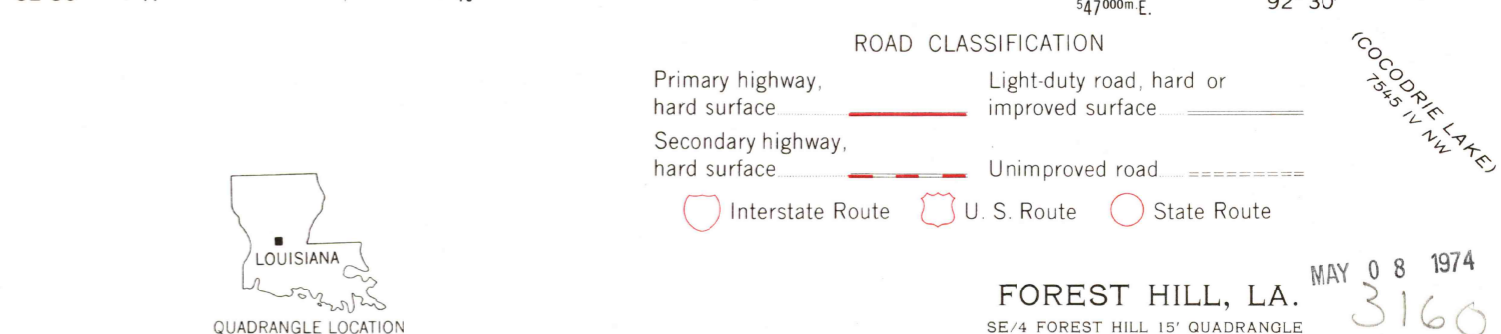 547000m.E.
92°30'
(COCODRIE LAKE)
7545 IV NW
ROAD CLASSIFICATION
Primary highway,
hard surface
Light-duty road, hard or
improved surface
Secondary highway,
hard surface
Unimproved road
Interstate Route
U. S. Route
State Route
LOUISIANA
QUADRANGLE LOCATION
FOREST HILL, LA.
SE/4 FOREST HILL 15' QUADRANGLE
MAY 08 1974
3160